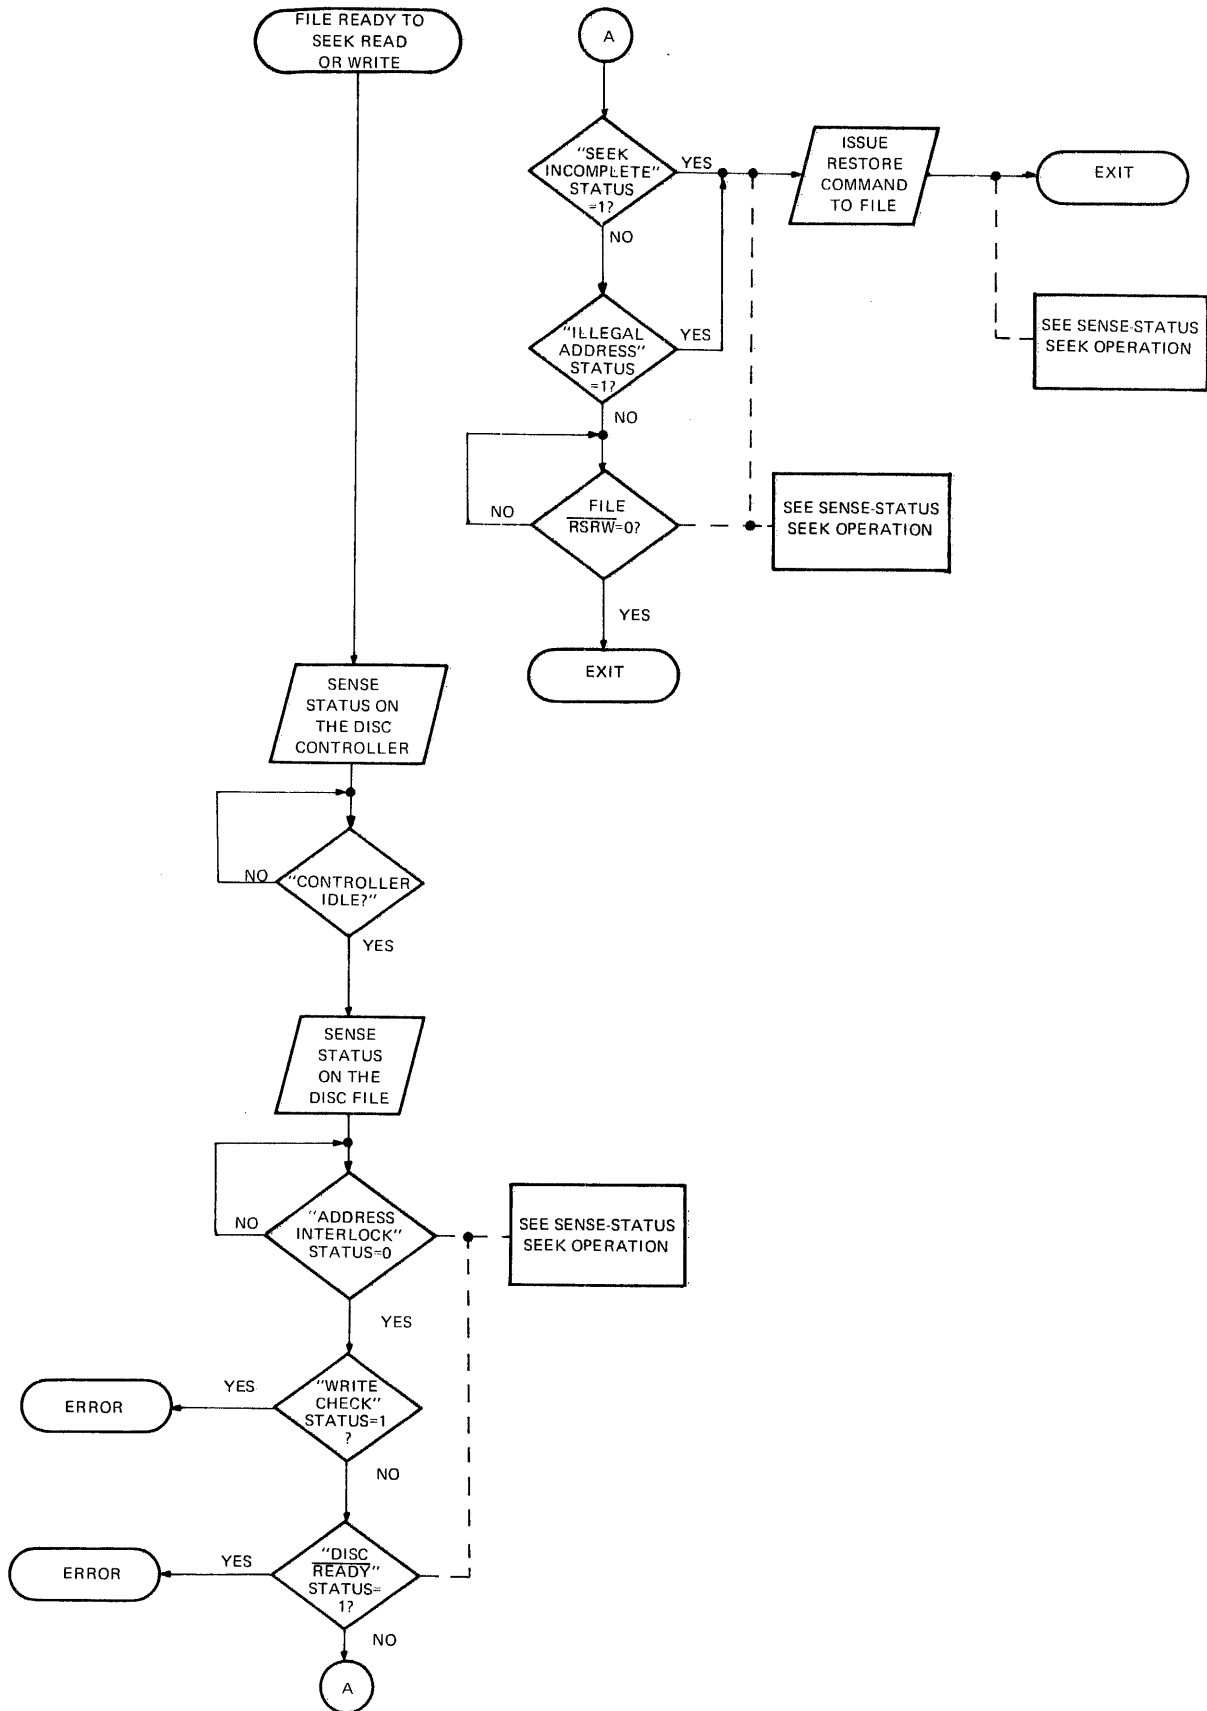 FILE READY TO
SEEK READ
OR WRITE
SENSE
STATUS ON
THE DISC
CONTROLLER
NO
"CONTROLLER
IDLE?"
YES
SENSE
STATUS
ON THE
DISC FILE
NO
"ADDRESS
INTERLOCK"
STATUS=0
SEE SENSE-STATUS
SEEK OPERATION
YES
ERROR
YES
"WRITE
CHECK"
STATUS=1
?
NO
ERROR
YES
"DISC
READY"
STATUS=
1?
NO
A
A
"SEEK
INCOMPLETE"
STATUS
=1?
YES
ISSUE
RESTORE
COMMAND
TO FILE
EXIT
SEE SENSE-STATUS
SEEK OPERATION
NO
"ILLEGAL
ADDRESS"
STATUS
=1?
YES
NO
NO
FILE
RSRW=0?
SEE SENSE-STATUS
SEEK OPERATION
YES
EXIT